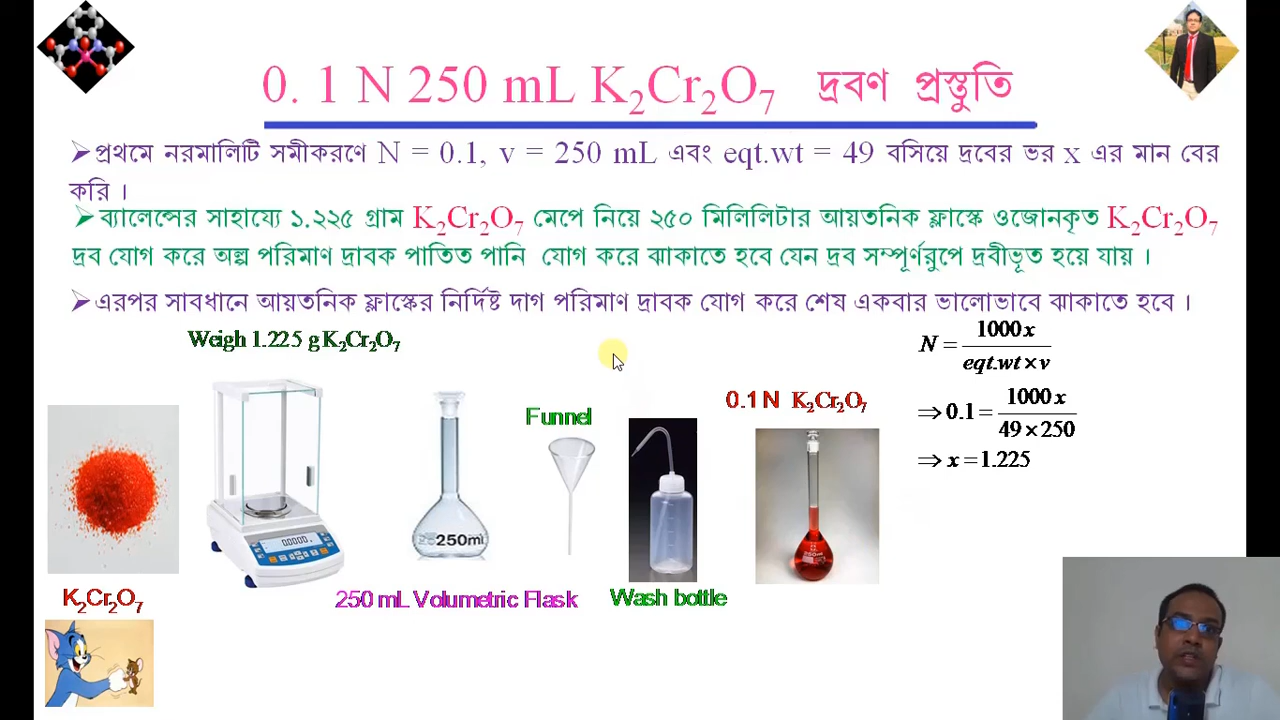 0. 1 N 250 mL K₂Cr₂O₇ দ্রবণ প্রস্তুতি
➢প্রথমে নরমালিটি সমীকরণে N = 0.1, v = 250 mL এবং eqt.wt = 49 বসিয়ে দ্রবের ভর x এর মান বের
করি ।
➢ব্যালেন্সের সাহায্যে ১.২২৫ গ্রাম K₂Cr₂O₇ মেপে নিয়ে ২৫০ মিলিলিটার আয়তনিক ফ্লাস্কে ওজোনকৃত K₂Cr₂O₇
দ্রব যোগ করে অল্প পরিমাণ দ্রাবক পাতিত পানি যোগ করে ঝাকাতে হবে যেন দ্রব সম্পূর্ণরুপে দ্রবীভূত হয়ে যায় ।
➢এরপর সাবধানে আয়তনিক ফ্লাস্কের নির্দিষ্ট দাগ পরিমাণ দ্রাবক যোগ করে শেষ একবার ভালোভাবে ঝাকাতে হবে ।
Weigh 1.225 g K₂Cr₂O₇
N = 1000 x / eqt.wt × v
⇒ 0.1 = 1000 x / 49 × 250
⇒ x = 1.225
Funnel
0.1 N K₂Cr₂O₇
250ml
0.0000
K₂Cr₂O₇
250 mL Volumetric Flask
Wash bottle